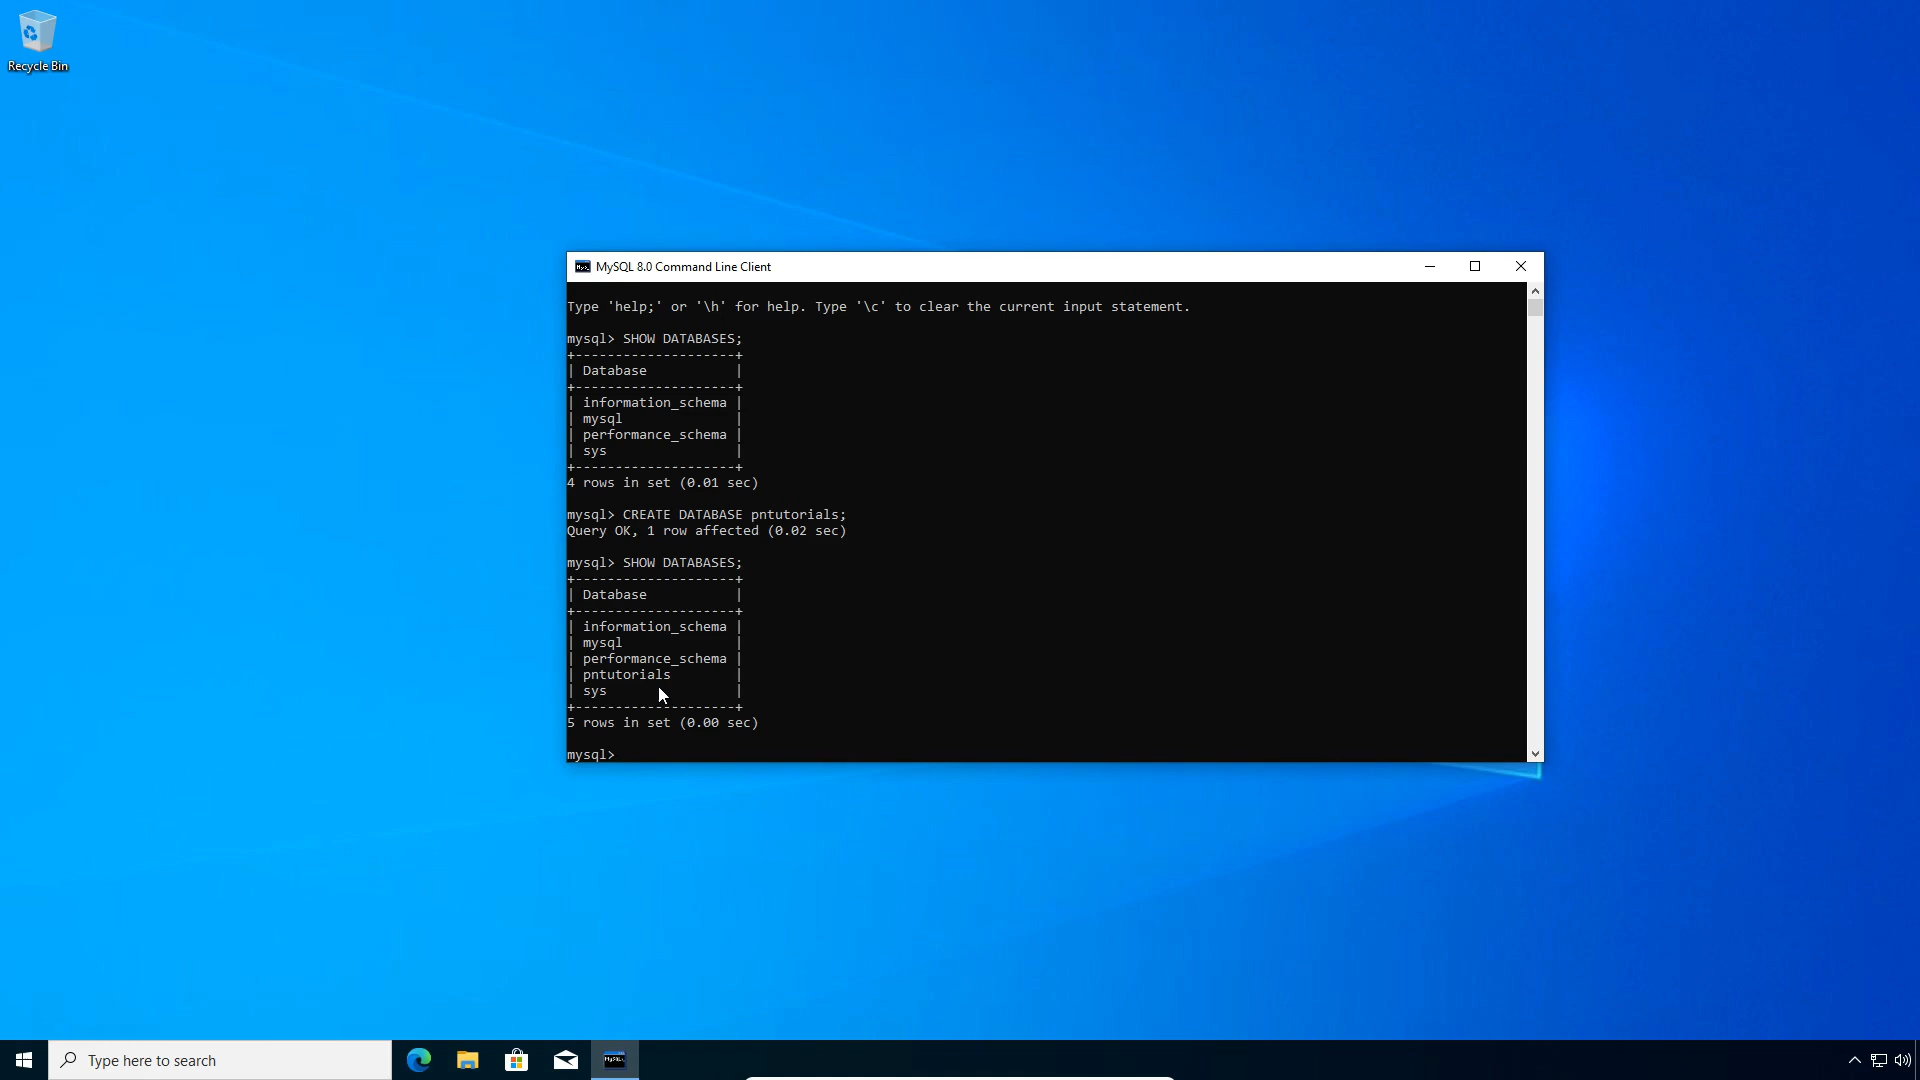 Recycle Bin
MySQL 8.0 Command Line Client
Type 'help;' or '\h' for help. Type '\c' to clear the current input statement.
mysql> SHOW DATABASES;
+--------------------+
| Database           |
+--------------------+
| information_schema |
| mysql              |
| performance_schema |
| sys                |
+--------------------+
4 rows in set (0.01 sec)
mysql> CREATE DATABASE pntutorials;
Query OK, 1 row affected (0.02 sec)
mysql> SHOW DATABASES;
+--------------------+
| Database           |
+--------------------+
| information_schema |
| mysql              |
| performance_schema |
| pntutorials        |
| sys                |
+--------------------+
5 rows in set (0.00 sec)
mysql>
Type here to search